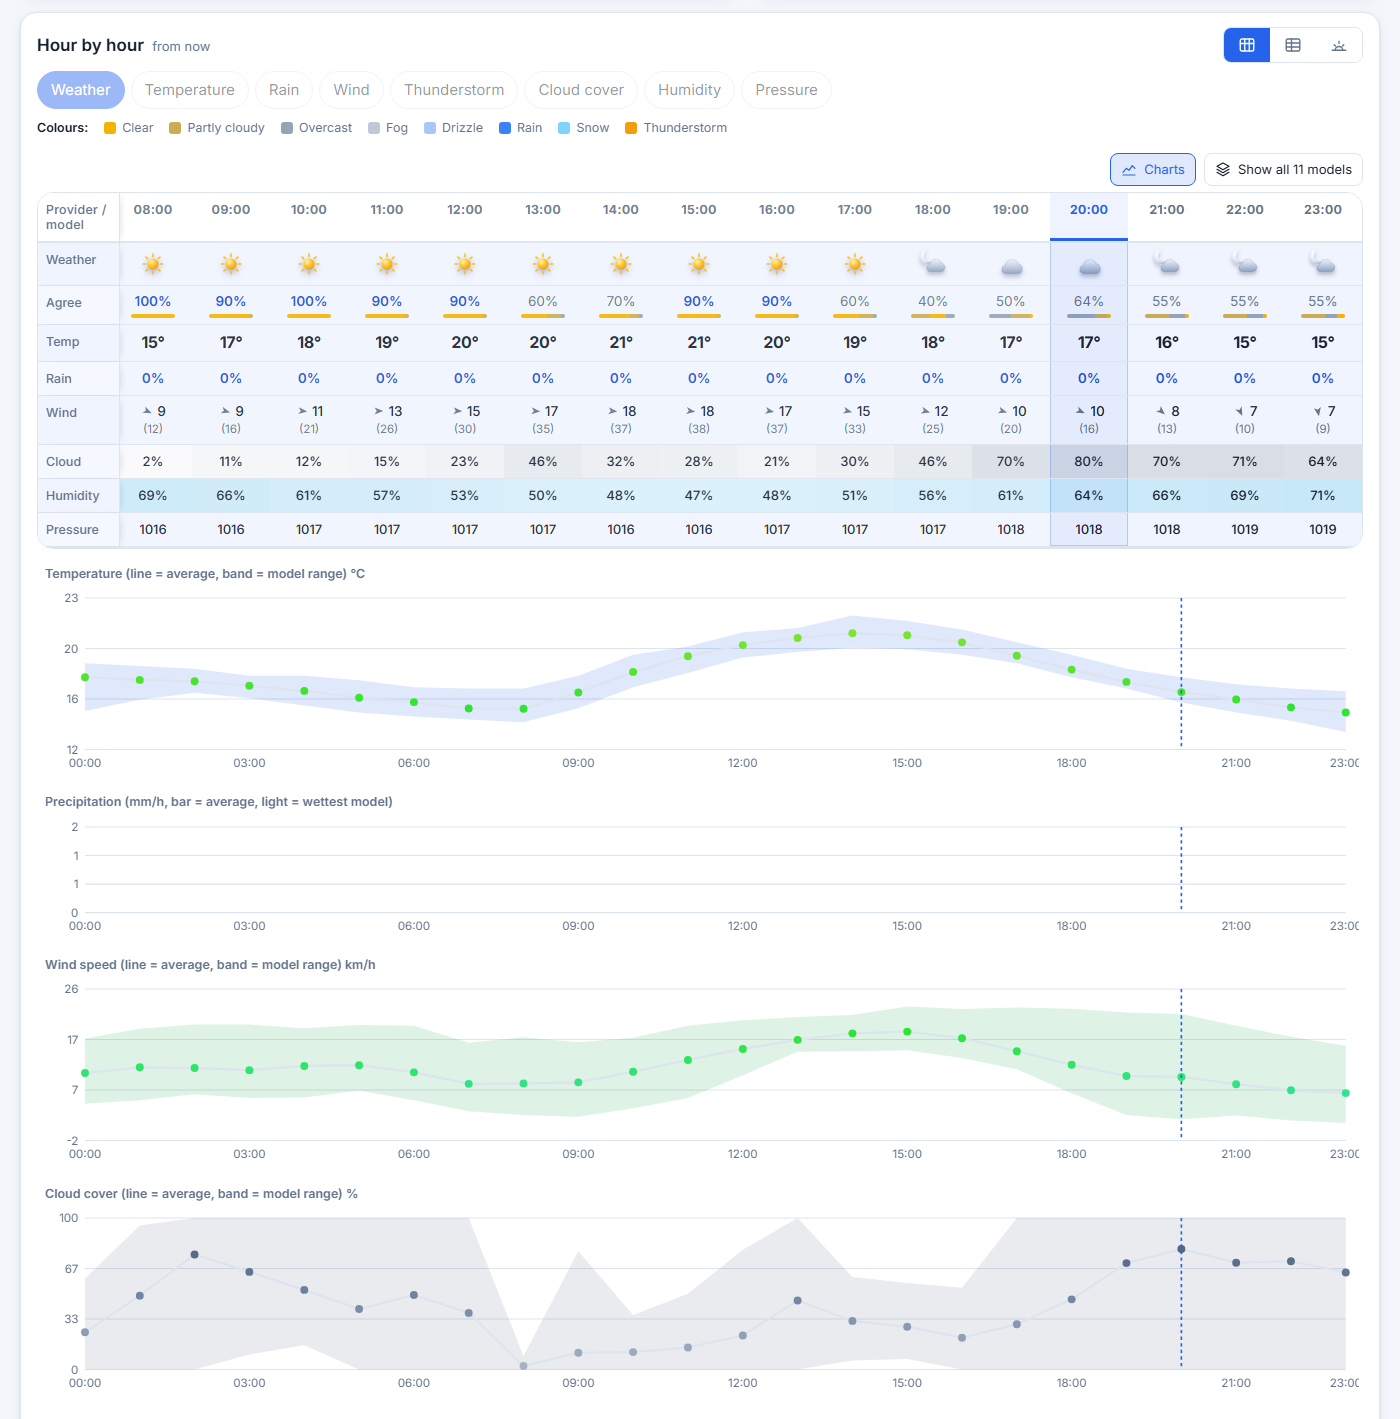 Hour by hour from now
Weather Temperature Rain Wind Thunderstorm Cloud cover Humidity Pressure
Colours: Clear Partly cloudy Overcast Fog Drizzle Rain Snow Thunderstorm
Charts Show all 11 models
Provider / model 08:00 09:00 10:00 11:00 12:00 13:00 14:00 15:00 16:00 17:00 18:00 19:00 20:00 21:00 22:00 23:00
Weather
Agree 100% 90% 100% 90% 90% 60% 70% 90% 90% 60% 40% 50% 64% 55% 55% 55%
Temp 15° 17° 18° 19° 20° 20° 21° 21° 20° 19° 18° 17° 17° 16° 15° 15°
Rain 0% 0% 0% 0% 0% 0% 0% 0% 0% 0% 0% 0% 0% 0% 0% 0%
Wind 9 9 11 13 15 17 18 18 17 15 12 10 10 8 7 7
(12) (16) (21) (26) (30) (35) (37) (38) (37) (33) (25) (20) (16) (13) (10) (9)
Cloud 2% 11% 12% 15% 23% 46% 32% 28% 21% 30% 46% 70% 80% 70% 71% 64%
Humidity 69% 66% 61% 57% 53% 50% 48% 47% 48% 51% 56% 61% 64% 66% 69% 71%
Pressure 1016 1016 1017 1017 1017 1017 1016 1016 1017 1017 1017 1018 1018 1018 1019 1019
Temperature (line = average, band = model range) °C
23
20
16
12
00:00 03:00 06:00 09:00 12:00 15:00 18:00 21:00 23:00
Precipitation (mm/h, bar = average, light = wettest model)
2
1
1
0
00:00 03:00 06:00 09:00 12:00 15:00 18:00 21:00 23:00
Wind speed (line = average, band = model range) km/h
26
17
7
-2
00:00 03:00 06:00 09:00 12:00 15:00 18:00 21:00 23:00
Cloud cover (line = average, band = model range) %
100
67
33
0
00:00 03:00 06:00 09:00 12:00 15:00 18:00 21:00 23:00